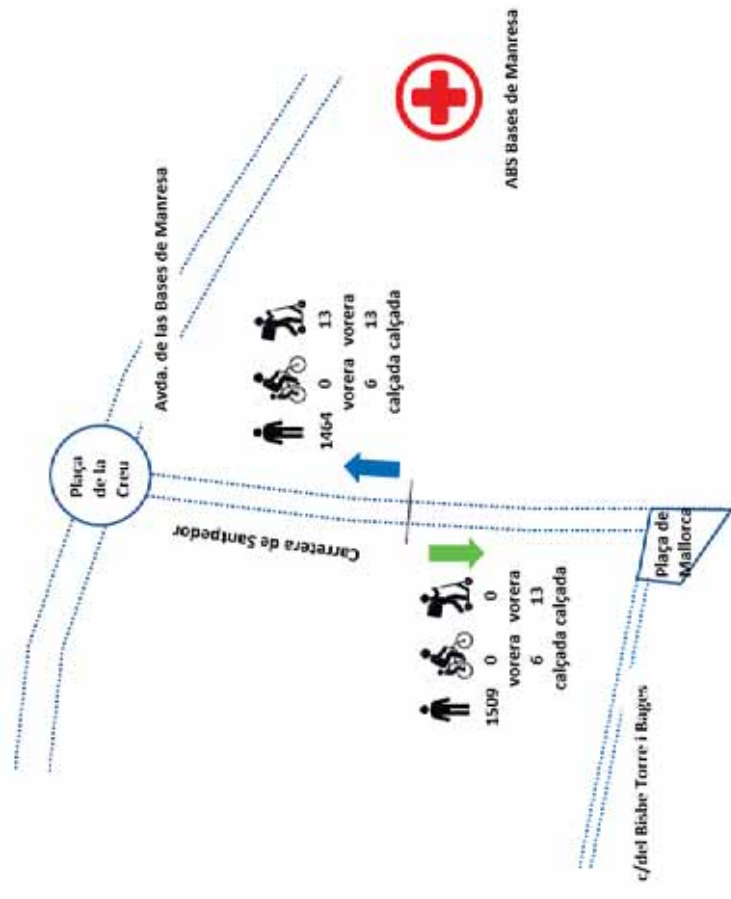 Plaça
de la
Creu
Avda. de las Bases de Manresa
Carretera de Santpedor
1464 0 13
vorera vorera
6 13
calçada calçada
ABS Bases de Manresa
1509 0 0
vorera vorera
6 13
calçada calçada
Plaça de
Mallorca
c/del Bisbe Torre i Bages